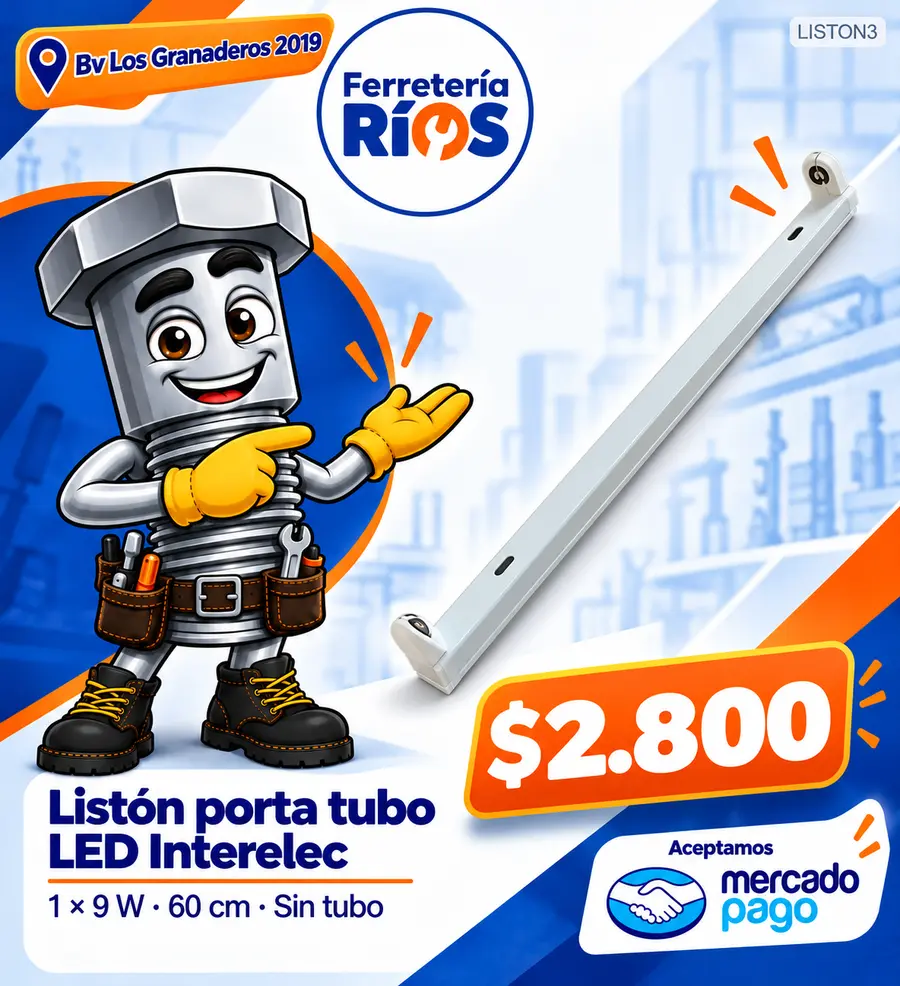 Bv Los Granaderos 2019
Ferretería
RÍOS
LISTON3
$2.800
Listón porta tubo
LED Interelec
1 × 9 W · 60 cm · Sin tubo
Aceptamos
mercado
pago